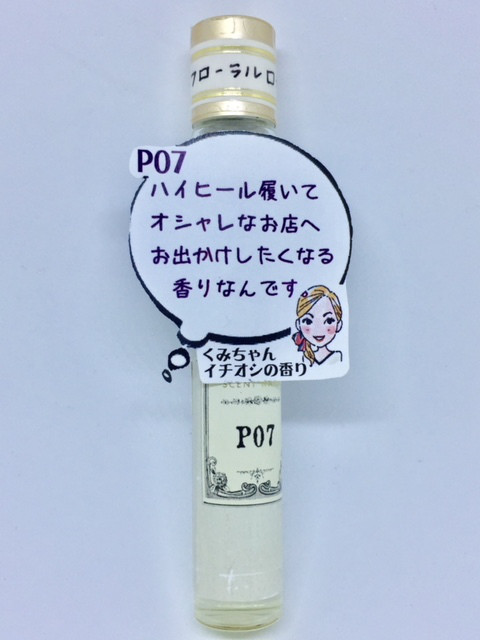 フローラルロ
P07
ハイヒール履いて
オシャレなお店へ
お出かけしたくなる
香りなんです。
くみちゃん
イチオシの香り
P07